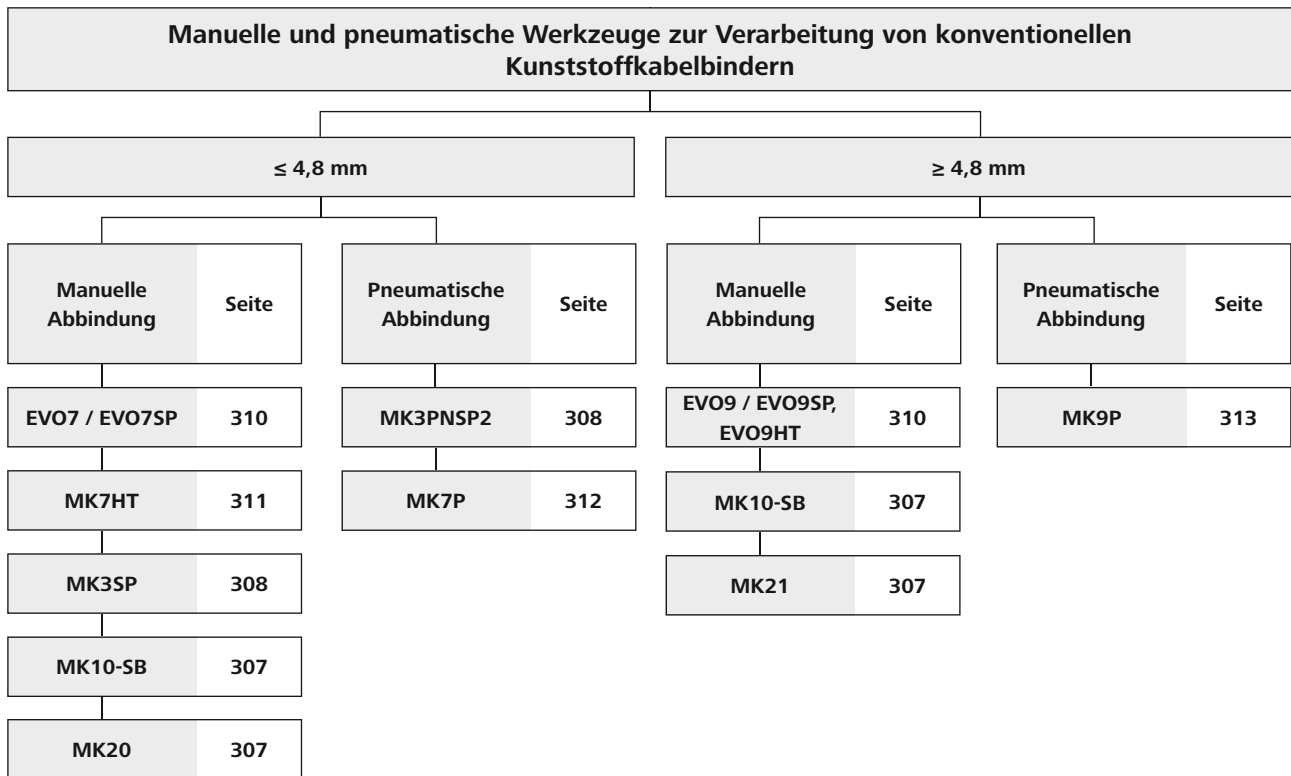 Manuelle und pneumatische Werkzeuge zur Verarbeitung von konventionellen
Kunststoffkabelbindern
≤ 4,8 mm
≥ 4,8 mm
Manuelle
Abbindung
Seite
EVO7 / EVO7SP
310
MK7HT
311
MK3SP
308
MK10-SB
307
MK20
307
Pneumatische
Abbindung
Seite
MK3PNSP2
308
MK7P
312
Manuelle
Abbindung
Seite
EVO9 / EVO9SP,
EVO9HT
310
MK10-SB
307
MK21
307
Pneumatische
Abbindung
Seite
MK9P
313